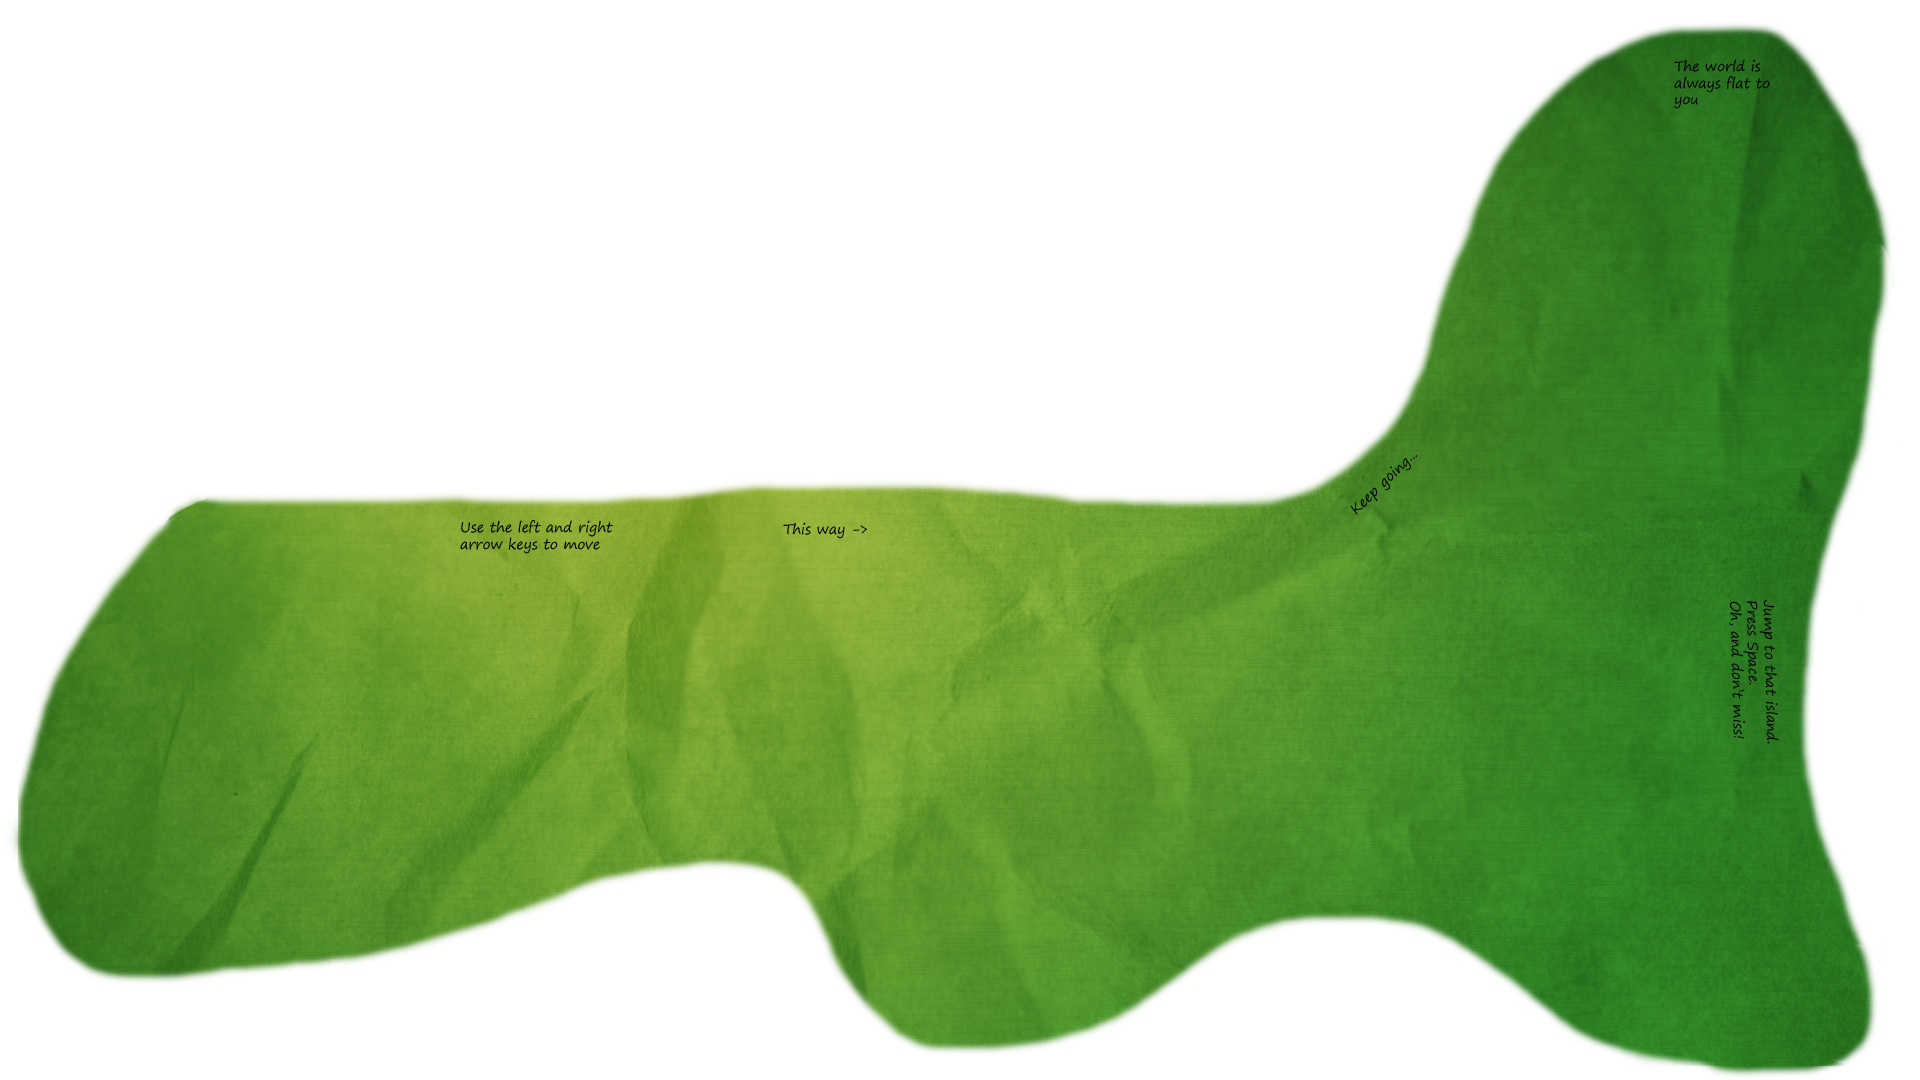 Use the left and right
arrow keys to move
This way ->
Keep going...
The world is
always flat to
you
Jump to that island.
Press Space.
Oh, and don't miss!